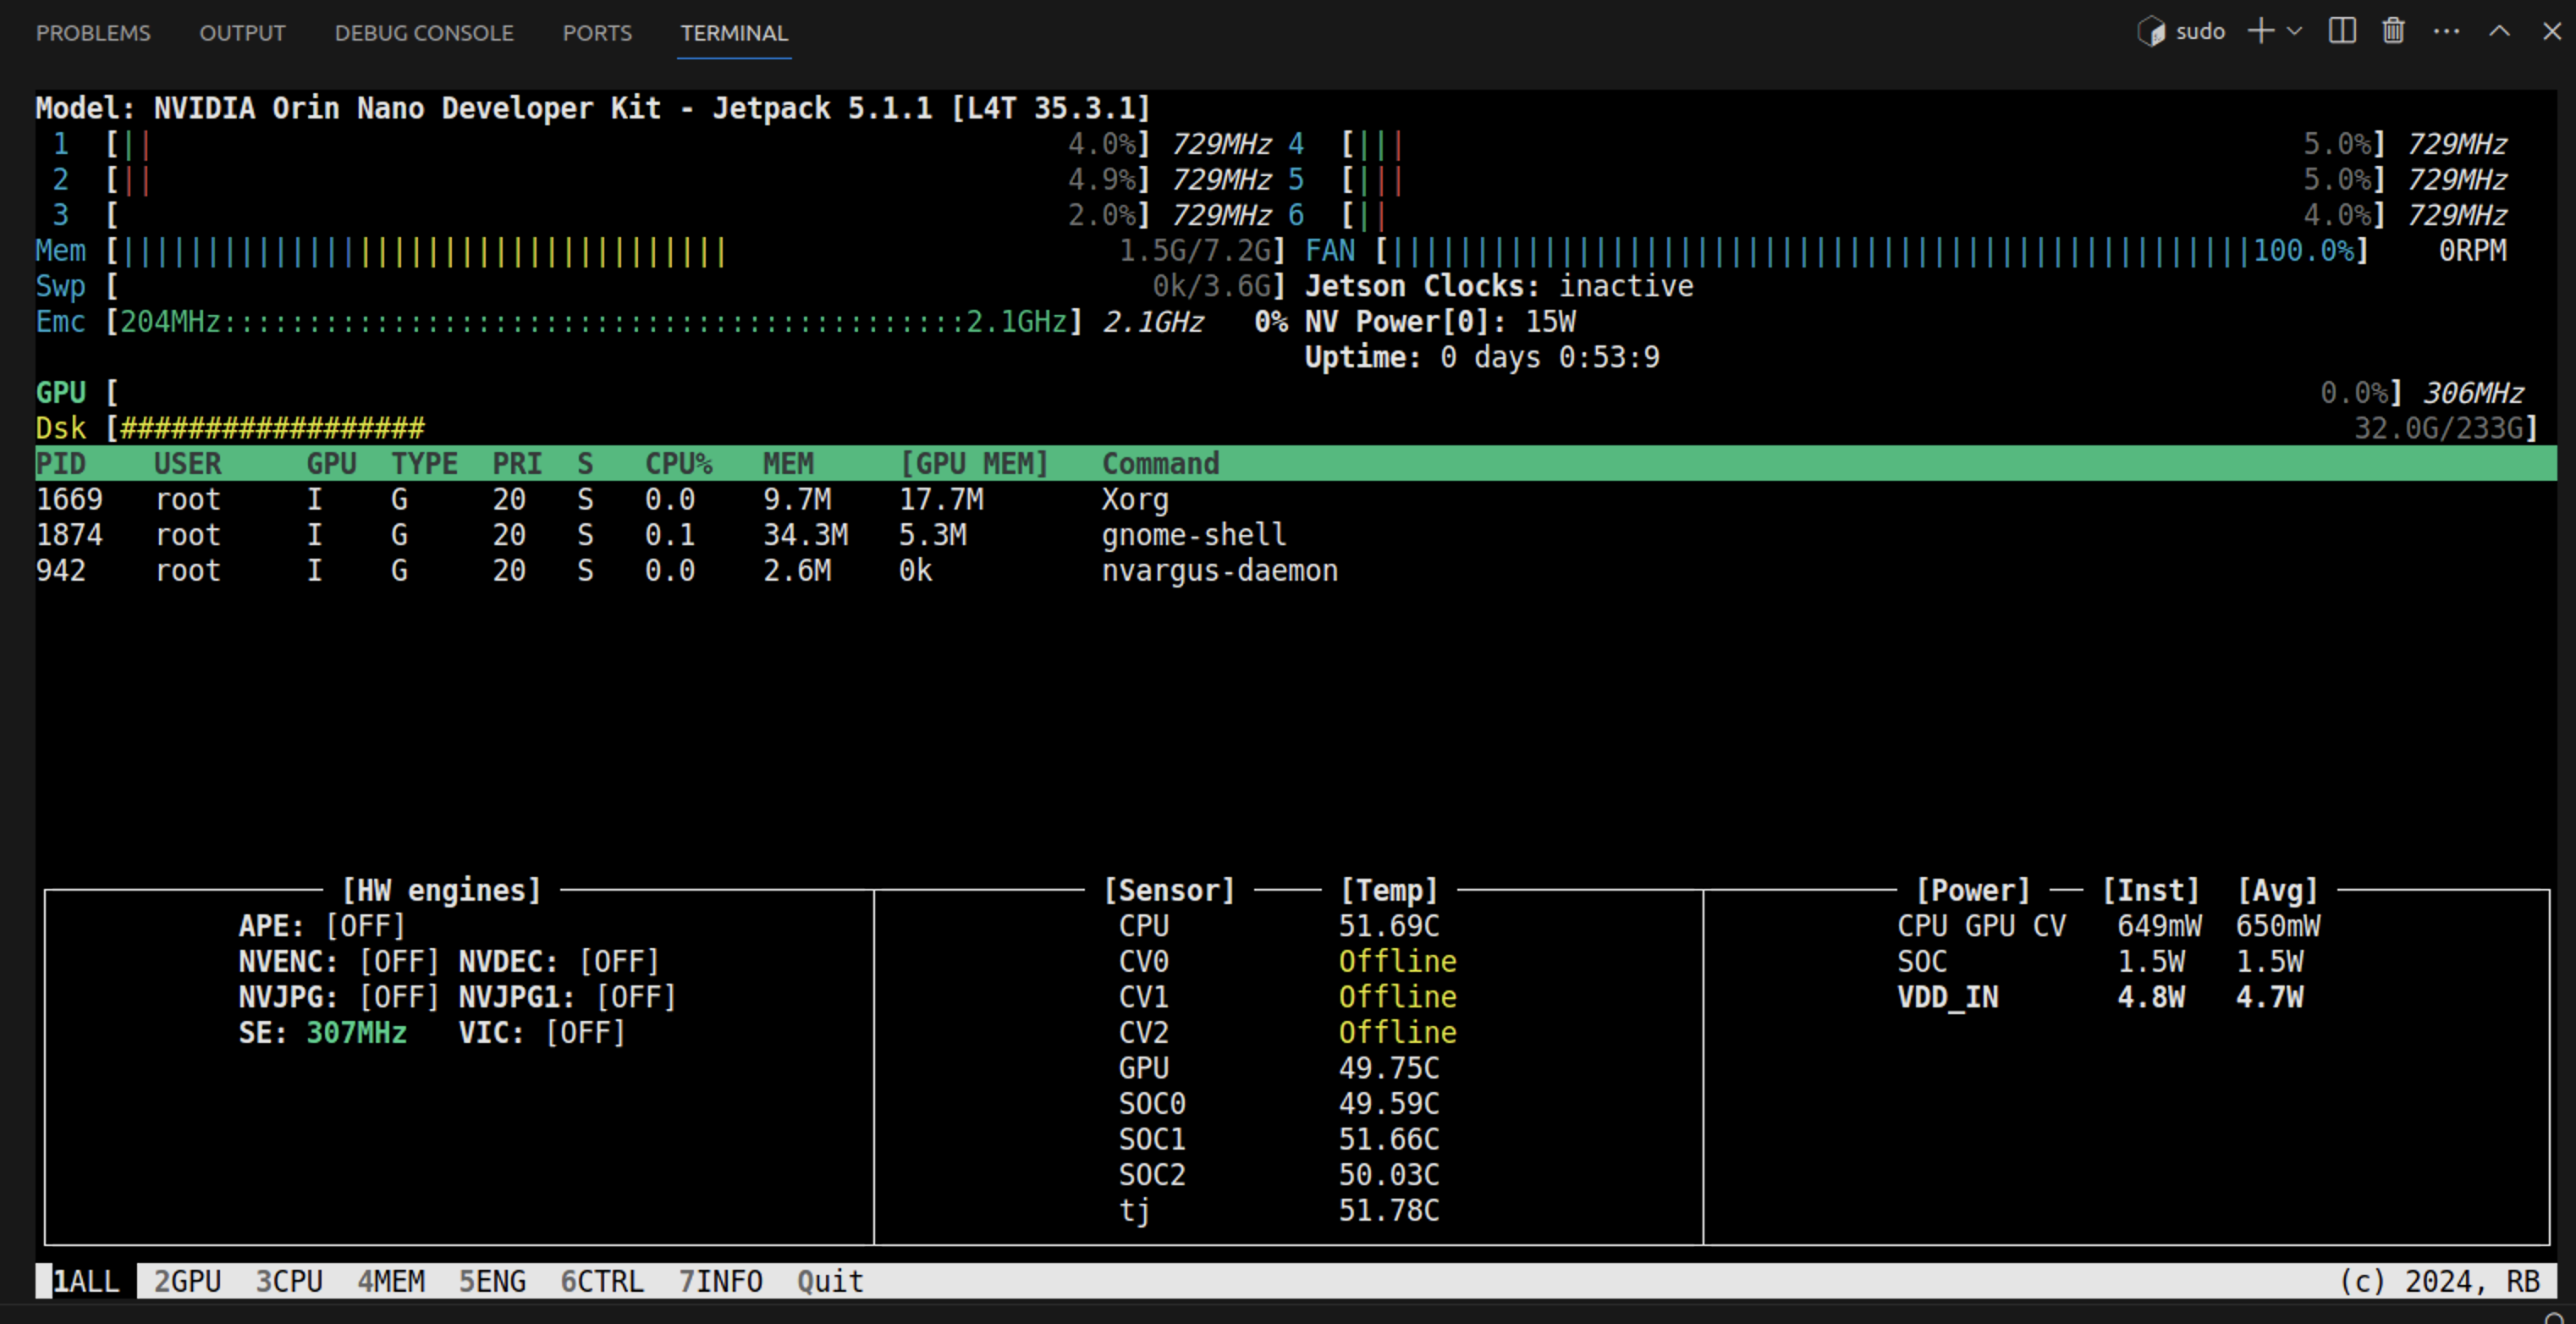 PROBLEMS OUTPUT DEBUG CONSOLE PORTS TERMINAL sudo
Model: NVIDIA Orin Nano Developer Kit - Jetpack 5.1.1 [L4T 35.3.1]
1 [|| 4.0%] 729MHz 4 [||| 5.0%] 729MHz
2 [|| 4.9%] 729MHz 5 [||| 5.0%] 729MHz
3 [ 2.0%] 729MHz 6 [|| 4.0%] 729MHz
Mem [|||||||||||||||||||||||||||||||||||| 1.5G/7.2G] FAN [|||||||||||||||||||||||||||||||||||||||||||||||||||100.0%] 0RPM
Swp [ 0k/3.6G] Jetson Clocks: inactive
Emc [204MHz::::::::::::::::::::::::::::::::::::::::::::2.1GHz] 2.1GHz 0% NV Power[0]: 15W
Uptime: 0 days 0:53:9
GPU [ 0.0%] 306MHz
Dsk [################## 32.0G/233G]
PID USER GPU TYPE PRI S CPU% MEM [GPU MEM] Command
1669 root I G 20 S 0.0 9.7M 17.7M Xorg
1874 root I G 20 S 0.1 34.3M 5.3M gnome-shell
942 root I G 20 S 0.0 2.6M 0k nvargus-daemon
[HW engines] [Sensor] [Temp] [Power] [Inst] [Avg]
APE: [OFF] CPU 51.69C CPU GPU CV 649mW 650mW
NVENC: [OFF] NVDEC: [OFF] CV0 Offline SOC 1.5W 1.5W
NVJPG: [OFF] NVJPG1: [OFF] CV1 Offline VDD_IN 4.8W 4.7W
SE: 307MHz VIC: [OFF] CV2 Offline
GPU 49.75C
SOC0 49.59C
SOC1 51.66C
SOC2 50.03C
tj 51.78C
1ALL 2GPU 3CPU 4MEM 5ENG 6CTRL 7INFO Quit (c) 2024, RB